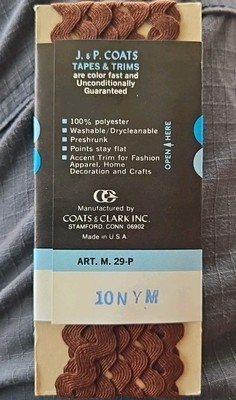 J. & P. COATS
TAPES & TRIMS
are color fast and
Unconditionally
Guaranteed
■ 100% polyester
■ Washable/Drycleanable
■ Preshrunk
■ Points stay flat
■ Accent Trim for Fashion
Apparel, Home
Decoration and Crafts
OPEN HERE
CC
Manufactured by
COATS & CLARK INC.
STAMFORD, CONN. 06902
Made in U.S.A.
ART. M. 29-P
10NYM